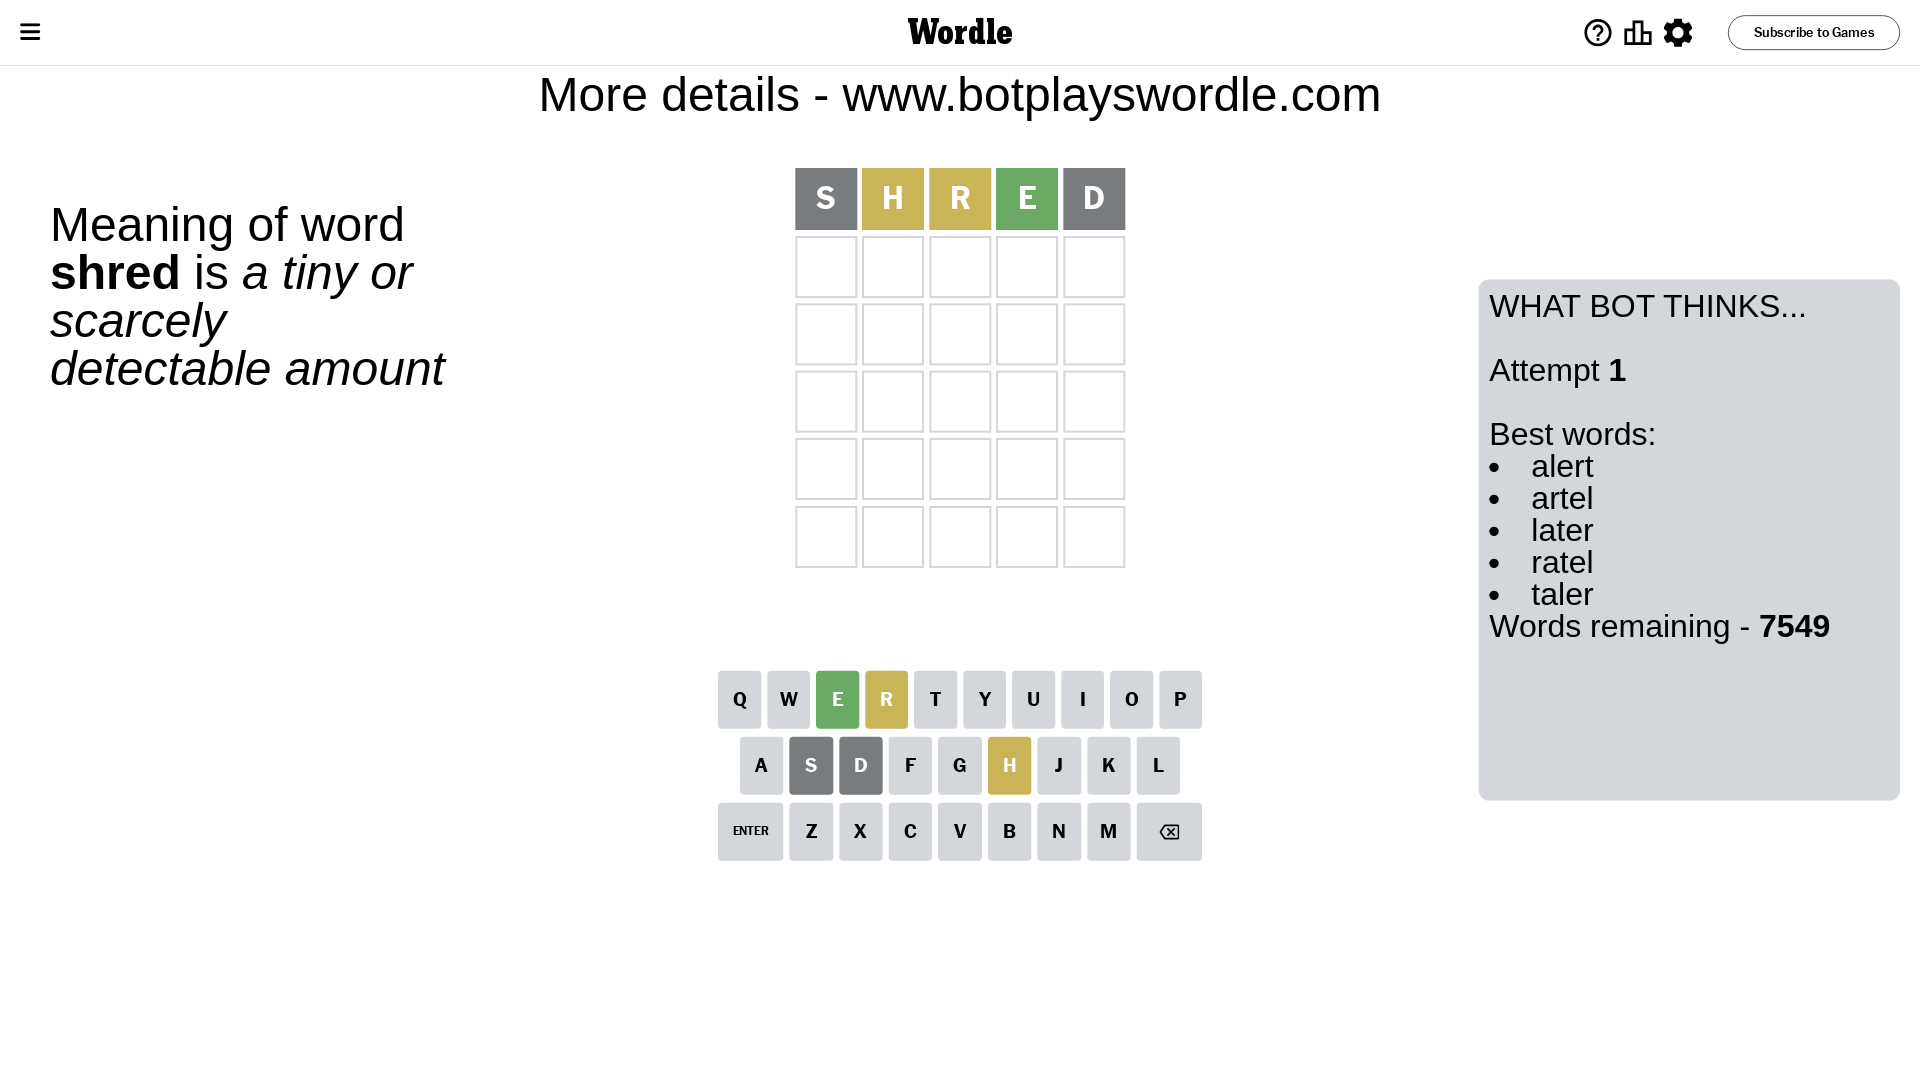 Wordle
Subscribe to Games
More details - www.botplayswordle.com
Meaning of word
shred is a tiny or
scarcely
detectable amount
S H R E D
WHAT BOT THINKS...
Attempt 1
Best words:
• alert
• artel
• later
• ratel
• taler
Words remaining - 7549
Q W E R T Y U I O P
A S D F G H J K L
ENTER Z X C V B N M